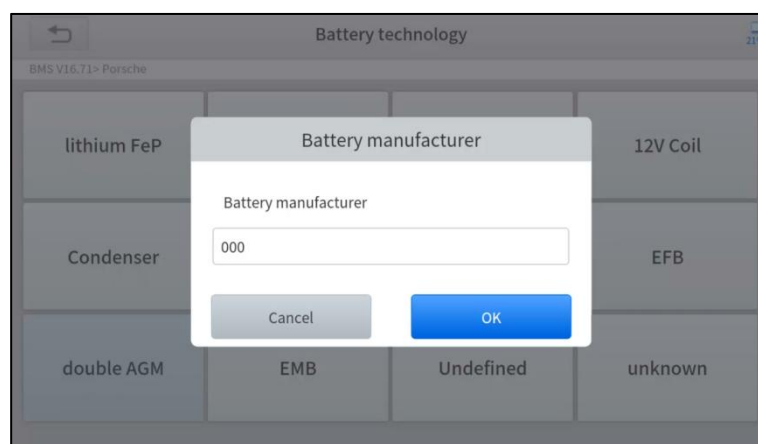 Battery technology
BMS V16.71> Porsche
lithium FeP
12V Coil
Battery manufacturer
Battery manufacturer
000
Condenser
EFB
Cancel
OK
double AGM
EMB
Undefined
unknown